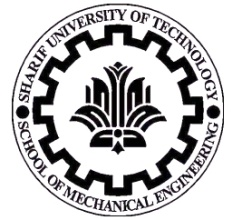 SHARIF UNIVERSITY OF TECHNOLOGY
SCHOOL OF MECHANICAL ENGINEERING